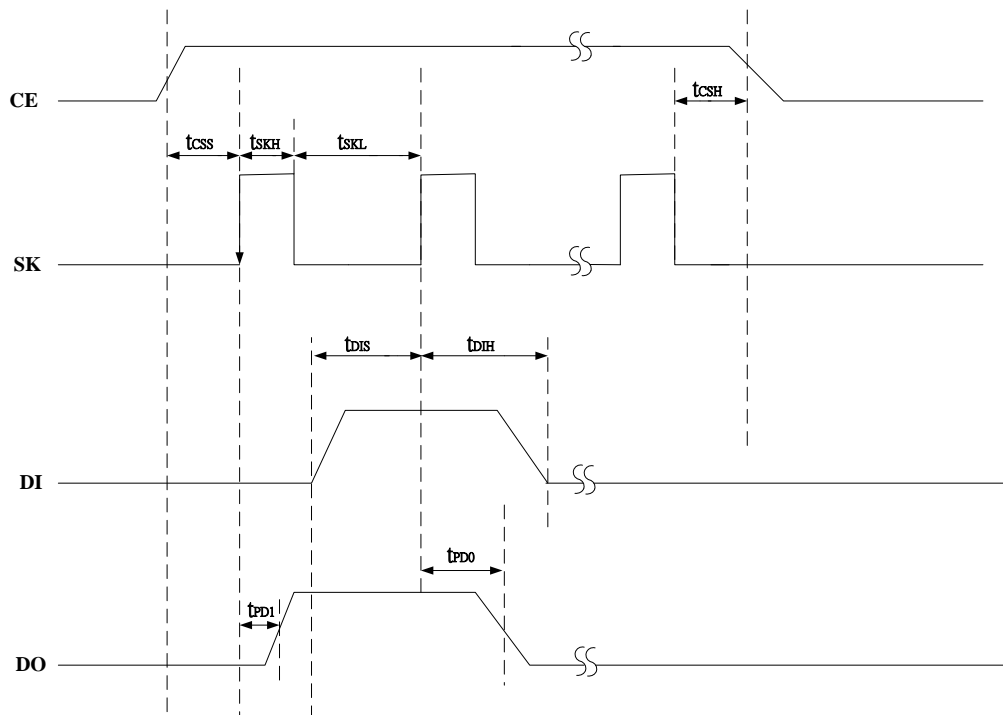 CE
tCSH
tCSS tSKH tSKL
SK
tDIS tDIH
DI
tPD0
tPD1
DO